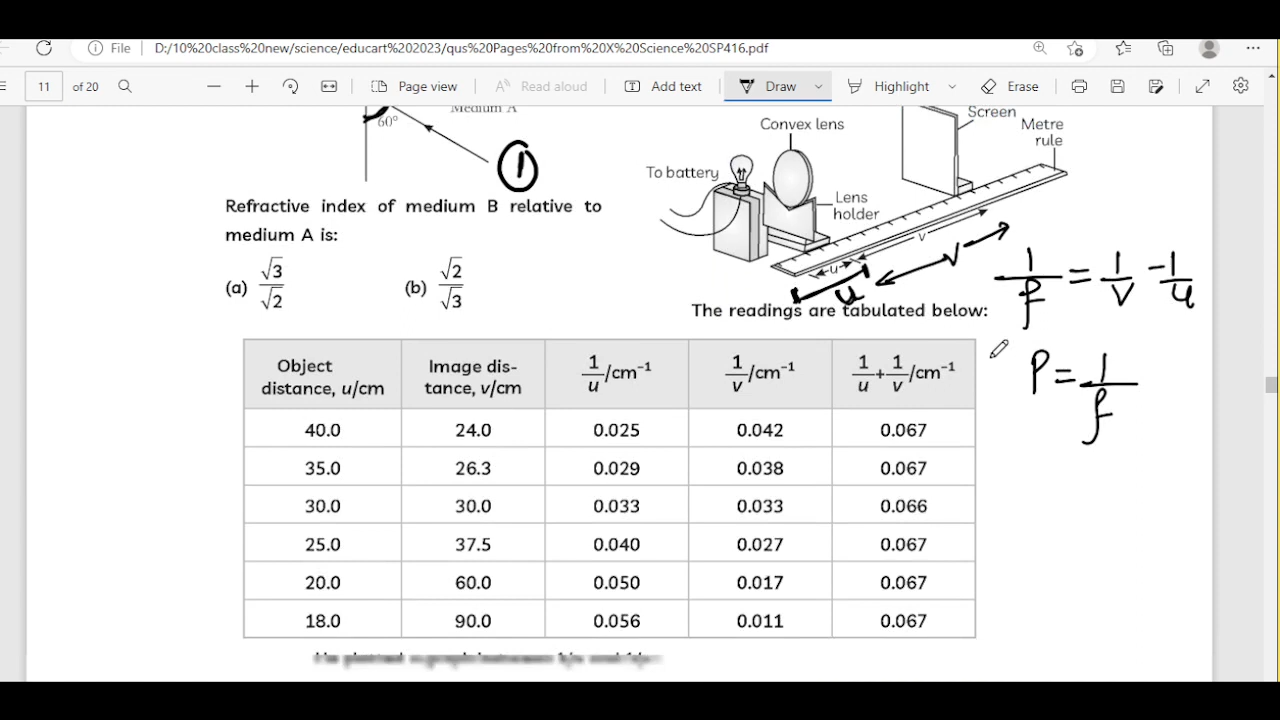 File D:/10%20class%20new/science/educart%202023/qus%20Pages%20from%20X%20Science%20SP416.pdf
11 of 20 Page view Read aloud Add text Draw Highlight Erase
Medium A
60°
1
Refractive index of medium B relative to
medium A is:
(a) √3/√2 (b) √2/√3
Convex lens
Screen
Metre
rule
To battery
Lens
holder
v
u
v
u
1/f = 1/v - 1/u
The readings are tabulated below:
P = 1/f
Object distance, u/cm Image dis-tance, v/cm 1/u/cm⁻¹ 1/v/cm⁻¹ 1/u+1/v/cm⁻¹
40.0 24.0 0.025 0.042 0.067
35.0 26.3 0.029 0.038 0.067
30.0 30.0 0.033 0.033 0.066
25.0 37.5 0.040 0.027 0.067
20.0 60.0 0.050 0.017 0.067
18.0 90.0 0.056 0.011 0.067